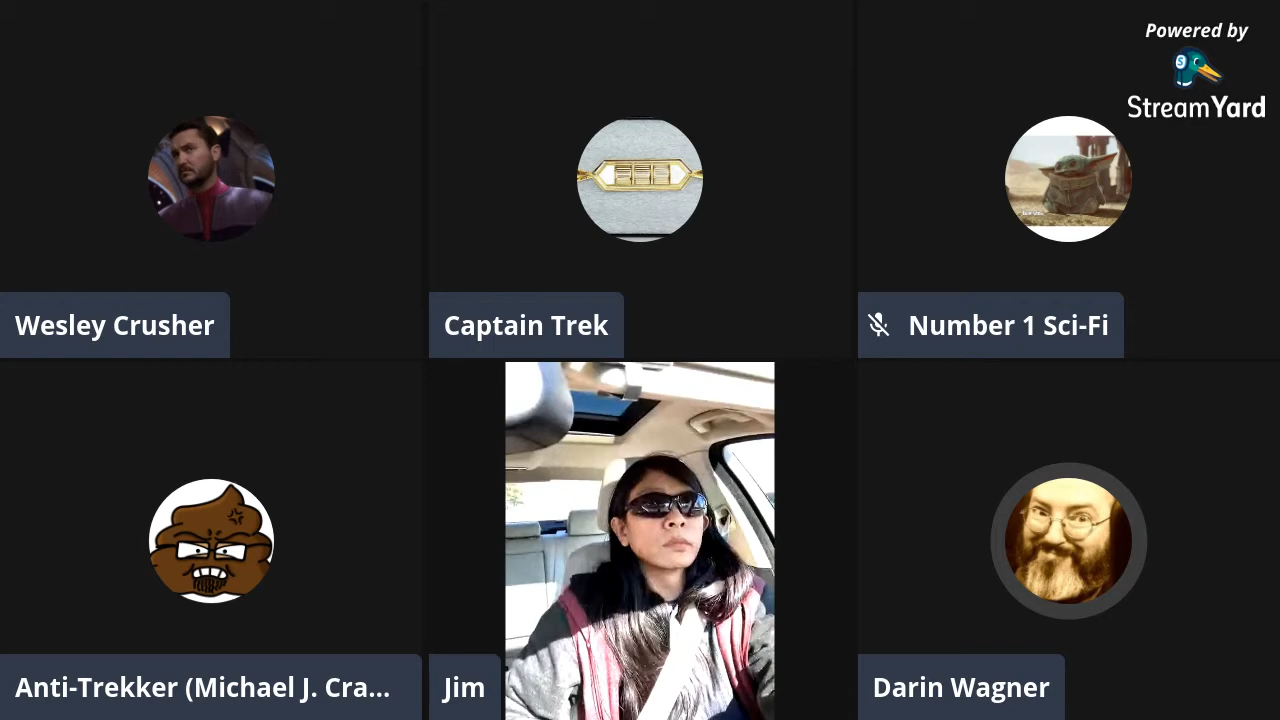 Powered by
StreamYard
Wesley Crusher
Captain Trek
Number 1 Sci-Fi
Anti-Trekker (Michael J. Cra...
Jim
Darin Wagner